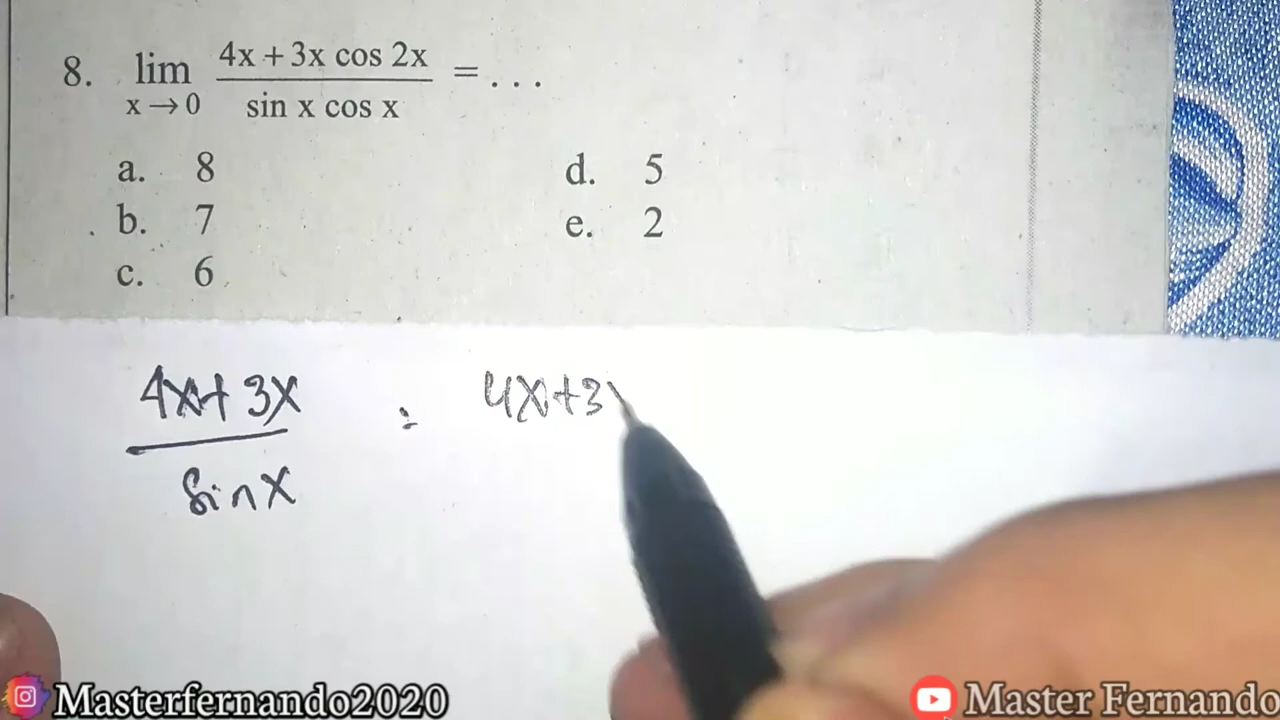 8. lim x→0 (4x + 3x cos 2x)/(sin x cos x) = . . .
a. 8
b. 7
c. 6
d. 5
e. 2
4x+3x = 4x+3x
sin x
Masterfernando2020
Master Fernando